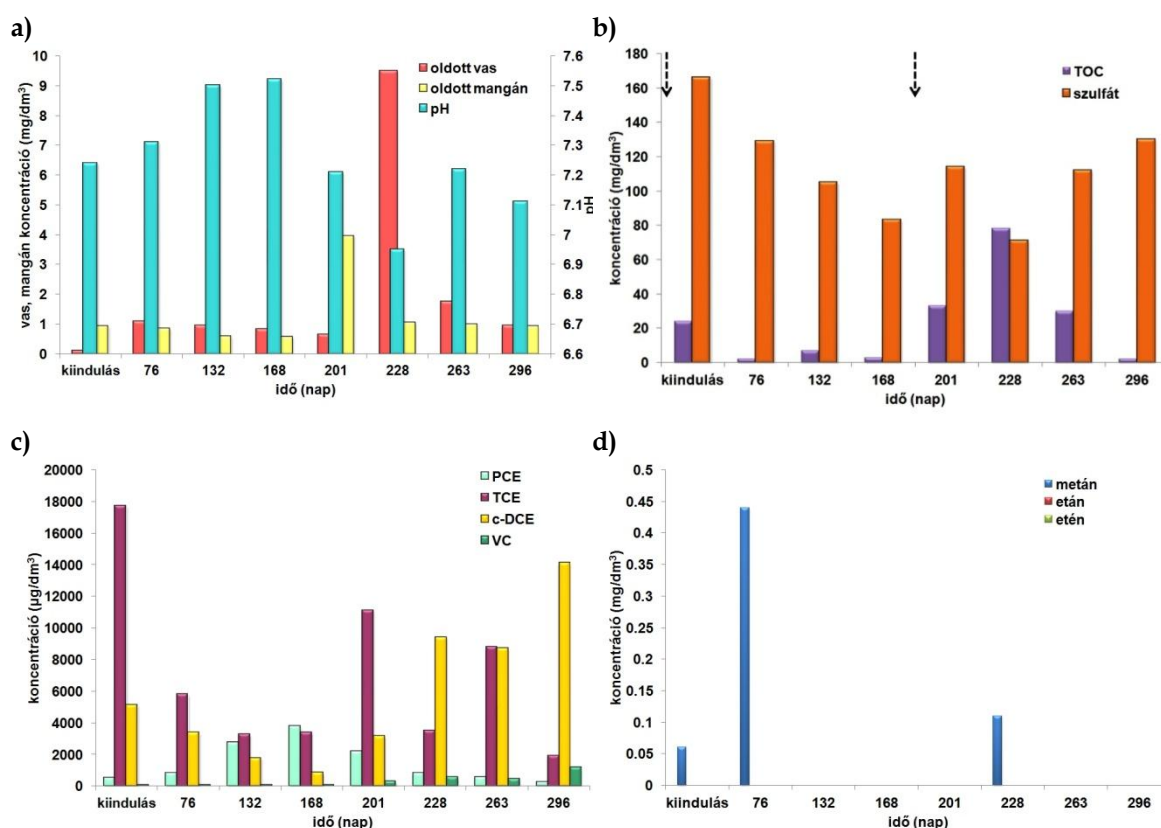 a)
10
9
8
7
6
5
4
3
2
1
0
vas, mangán koncentráció (mg/dm³)
oldott vas
oldott mangán
pH
7.6
7.5
7.4
7.3
7.2
7.1
7
6.9
6.8
6.7
6.6
pH
kiindulás 76 132 168 201 228 263 296
idő (nap)
b)
180
160
140
120
100
80
60
40
20
0
koncentráció (mg/dm³)
TOC
szulfát
kiindulás 76 132 168 201 228 263 296
idő (nap)
c)
20000
18000
16000
14000
12000
10000
8000
6000
4000
2000
0
koncentráció (µg/dm³)
PCE
TCE
c-DCE
VC
kiindulás 76 132 168 201 228 263 296
idő (nap)
d)
0.5
0.45
0.4
0.35
0.3
0.25
0.2
0.15
0.1
0.05
0
koncentráció (mg/dm³)
metán
etán
etén
kiindulás 76 132 168 201 228 263 296
idő (nap)